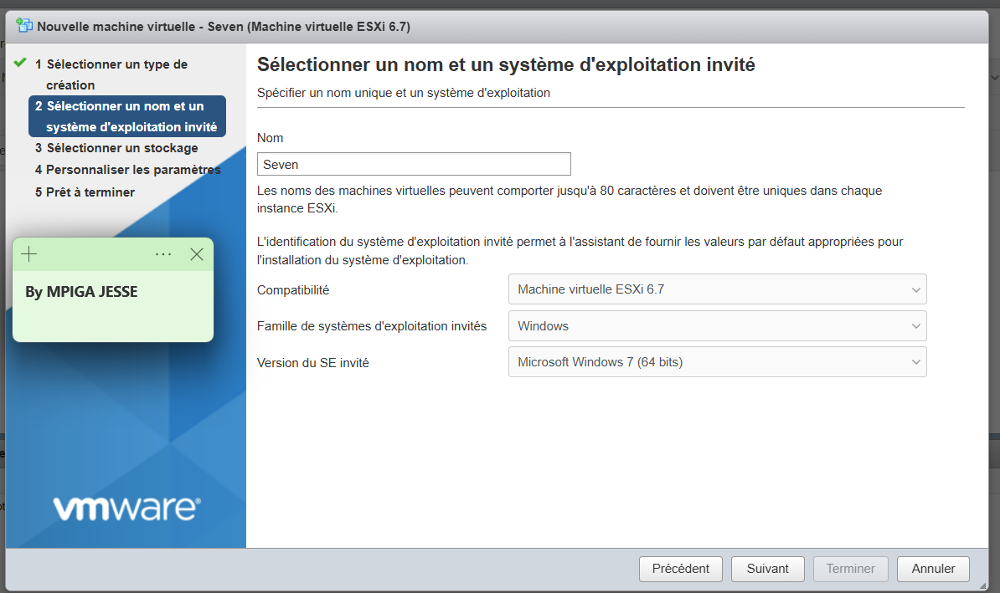 Nouvelle machine virtuelle - Seven (Machine virtuelle ESXi 6.7)
1 Sélectionner un type de
création
2 Sélectionner un nom et un
système d'exploitation invité
3 Sélectionner un stockage
4 Personnaliser les paramètres
5 Prêt à terminer
By MPIGA JESSE
vmware®
Sélectionner un nom et un système d'exploitation invité
Spécifier un nom unique et un système d'exploitation
Nom
Seven
Les noms des machines virtuelles peuvent comporter jusqu'à 80 caractères et doivent être uniques dans chaque
instance ESXi.
L'identification du système d'exploitation invité permet à l'assistant de fournir les valeurs par défaut appropriées pour
l'installation du système d'exploitation.
Compatibilité
Machine virtuelle ESXi 6.7
Famille de systèmes d'exploitation invités
Windows
Version du SE invité
Microsoft Windows 7 (64 bits)
Précédent
Suivant
Terminer
Annuler